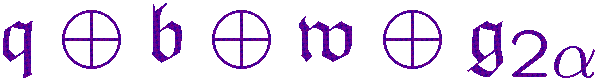 𝔮 ⊕ 𝔟 ⊕ 𝔴 ⊕ 𝔤₂α